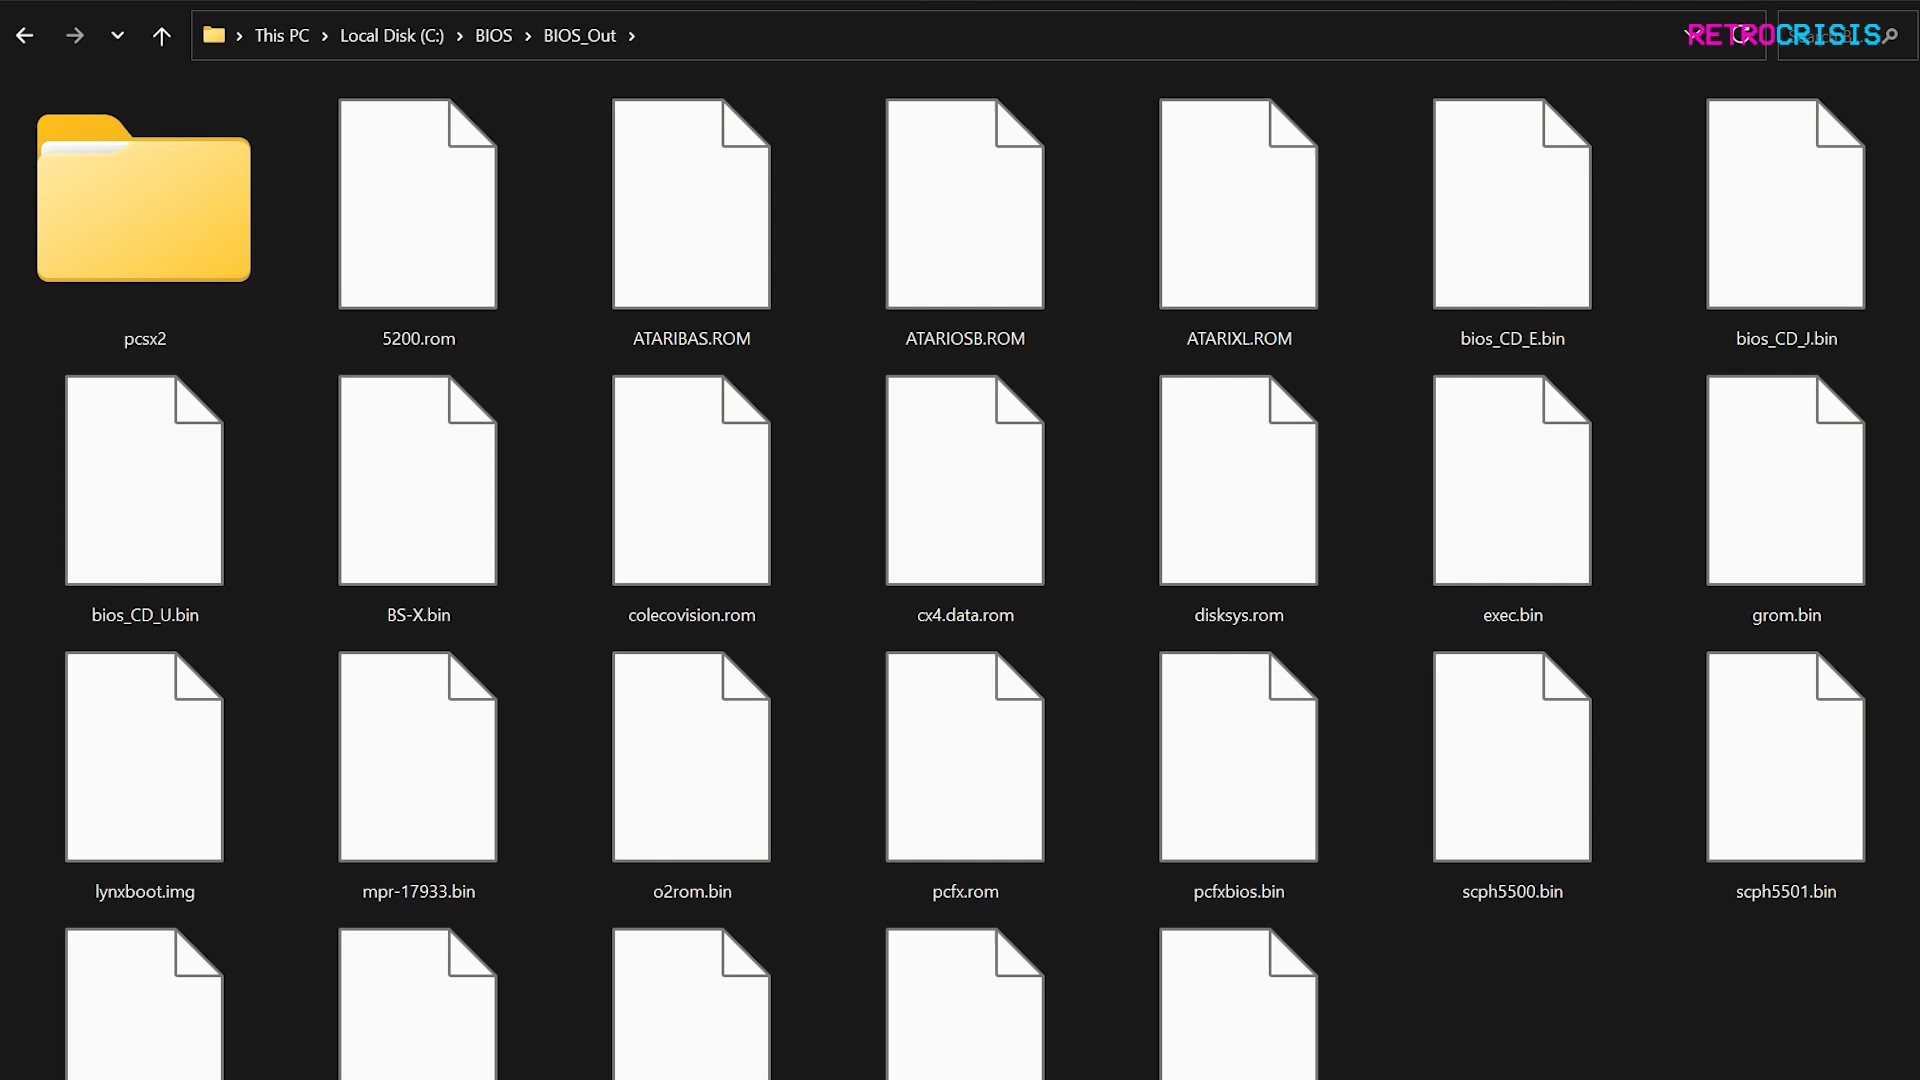 This PC > Local Disk (C:) > BIOS > BIOS_Out >
RETROCRISIS
pcsx2
5200.rom
ATARIBAS.ROM
ATARIOSB.ROM
ATARIXL.ROM
bios_CD_E.bin
bios_CD_J.bin
bios_CD_U.bin
BS-X.bin
colecovision.rom
cx4.data.rom
disksys.rom
exec.bin
grom.bin
lynxboot.img
mpr-17933.bin
o2rom.bin
pcfx.rom
pcfxbios.bin
scph5500.bin
scph5501.bin